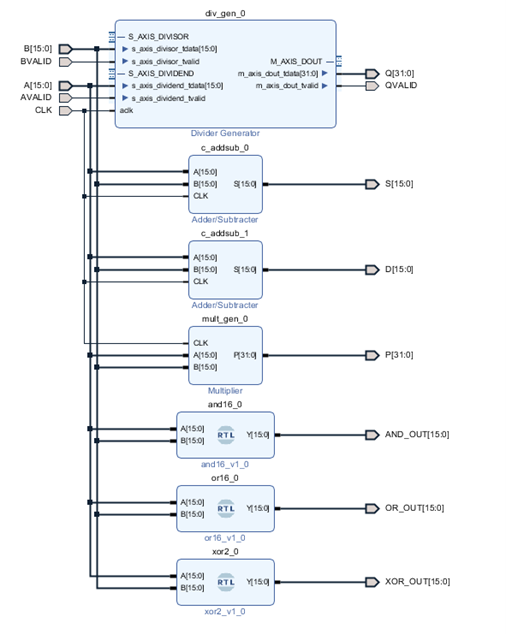 div_gen_0
S_AXIS_DIVISOR
B[15:0]
s_axis_divisor_tdata[15:0]
BVALID
s_axis_divisor_tvalid
M_AXIS_DOUT
S_AXIS_DIVIDEND
m_axis_dout_tdata[31:0]
Q[31:0]
A[15:0]
s_axis_dividend_tdata[15:0]
m_axis_dout_tvalid
QVALID
AVALID
s_axis_dividend_tvalid
CLK
aclk
Divider Generator
c_addsub_0
A[15:0]
B[15:0]
S[15:0]
S[15:0]
CLK
Adder/Subtracter
c_addsub_1
A[15:0]
B[15:0]
S[15:0]
D[15:0]
CLK
Adder/Subtracter
mult_gen_0
CLK
A[15:0]
P[31:0]
P[31:0]
B[15:0]
Multiplier
and16_0
A[15:0]
B[15:0]
RTL
Y[15:0]
AND_OUT[15:0]
and16_v1_0
or16_0
A[15:0]
B[15:0]
RTL
Y[15:0]
OR_OUT[15:0]
or16_v1_0
xor2_0
A[15:0]
B[15:0]
RTL
Y[15:0]
XOR_OUT[15:0]
xor2_v1_0